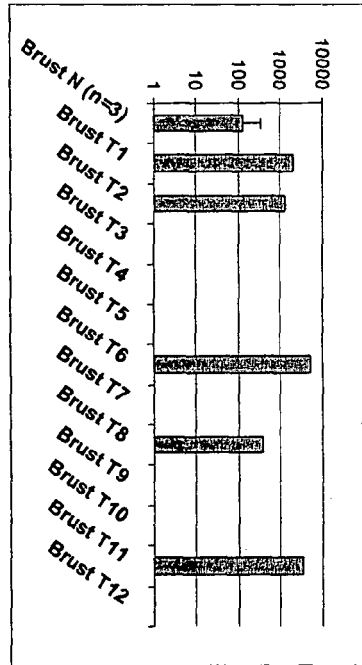 10000
1000
100
10
1
Brust N (n=3)
Brust T1
Brust T2
Brust T3
Brust T4
Brust T5
Brust T6
Brust T7
Brust T8
Brust T9
Brust T10
Brust T11
Brust T12